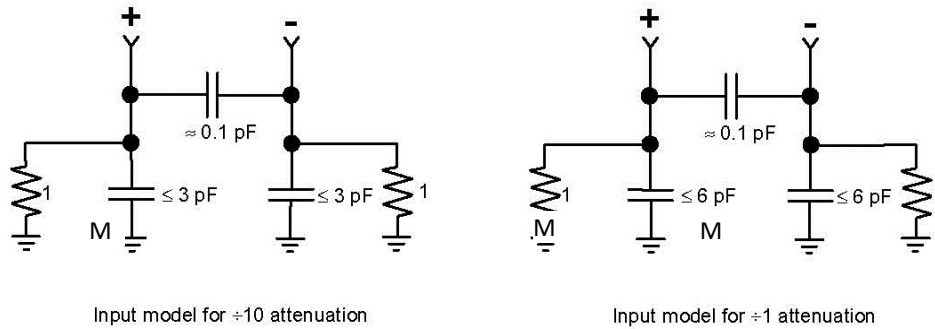 + - + -
≈ 0.1 pF ≈ 0.1 pF
1 ≤ 3 pF ≤ 3 pF 1 1 ≤ 6 pF ≤ 6 pF
M M M
Input model for ÷10 attenuation Input model for ÷1 attenuation